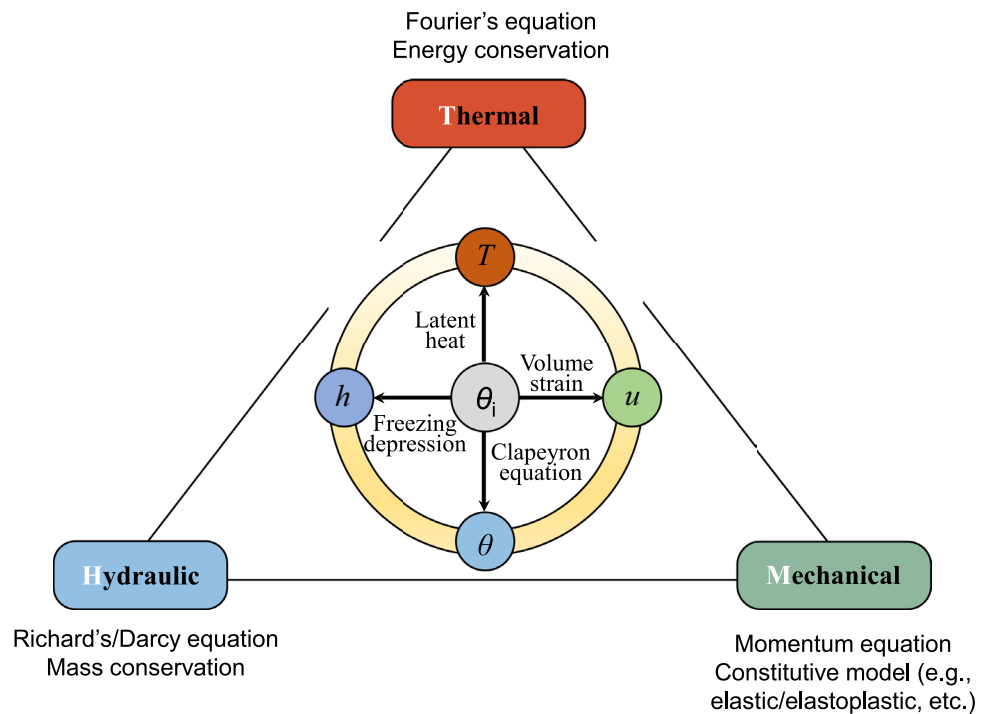 Fourier’s equation
Energy conservation
Thermal
T
Latent
heat
Volume
strain
h
θi
u
Freezing
depression
Clapeyron
equation
θ
Hydraulic
Mechanical
Richard’s/Darcy equation
Mass conservation
Momentum equation
Constitutive model (e.g.,
elastic/elastoplastic, etc.)